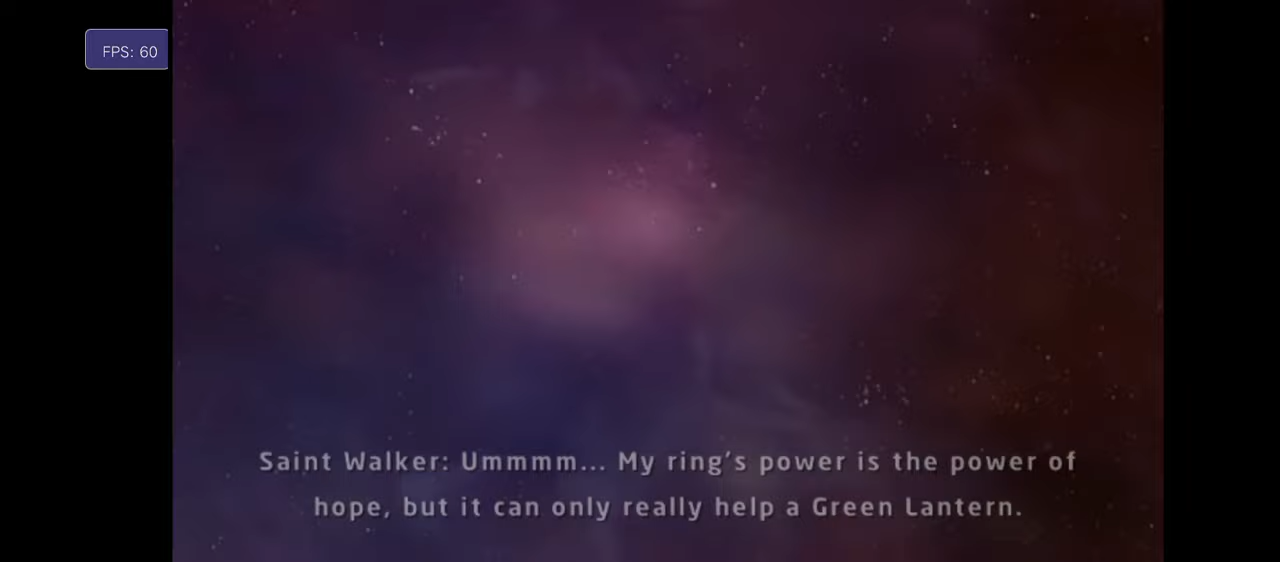 FPS: 60
Saint Walker: Ummmm... My ring's power is the power of
hope, but it can only really help a Green Lantern.